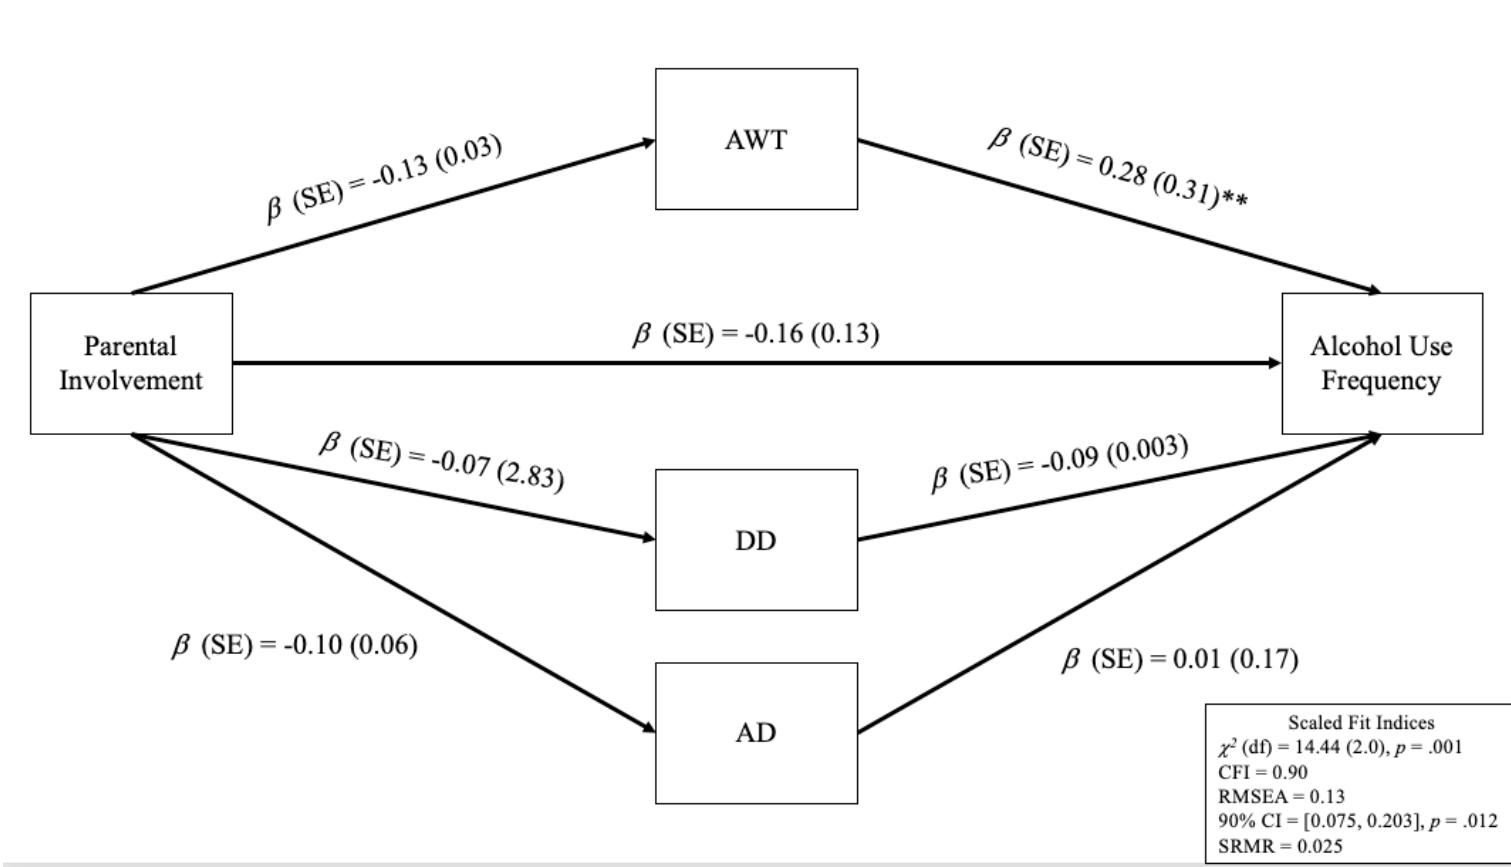 AWT
β (SE) = -0.13 (0.03)
β (SE) = 0.28 (0.31)**
Parental
Involvement
β (SE) = -0.16 (0.13)
Alcohol Use
Frequency
β (SE) = -0.07 (2.83)
β (SE) = -0.09 (0.003)
DD
β (SE) = -0.10 (0.06)
β (SE) = 0.01 (0.17)
AD
Scaled Fit Indices
χ² (df) = 14.44 (2.0), p = .001
CFI = 0.90
RMSEA = 0.13
90% CI = [0.075, 0.203], p = .012
SRMR = 0.025